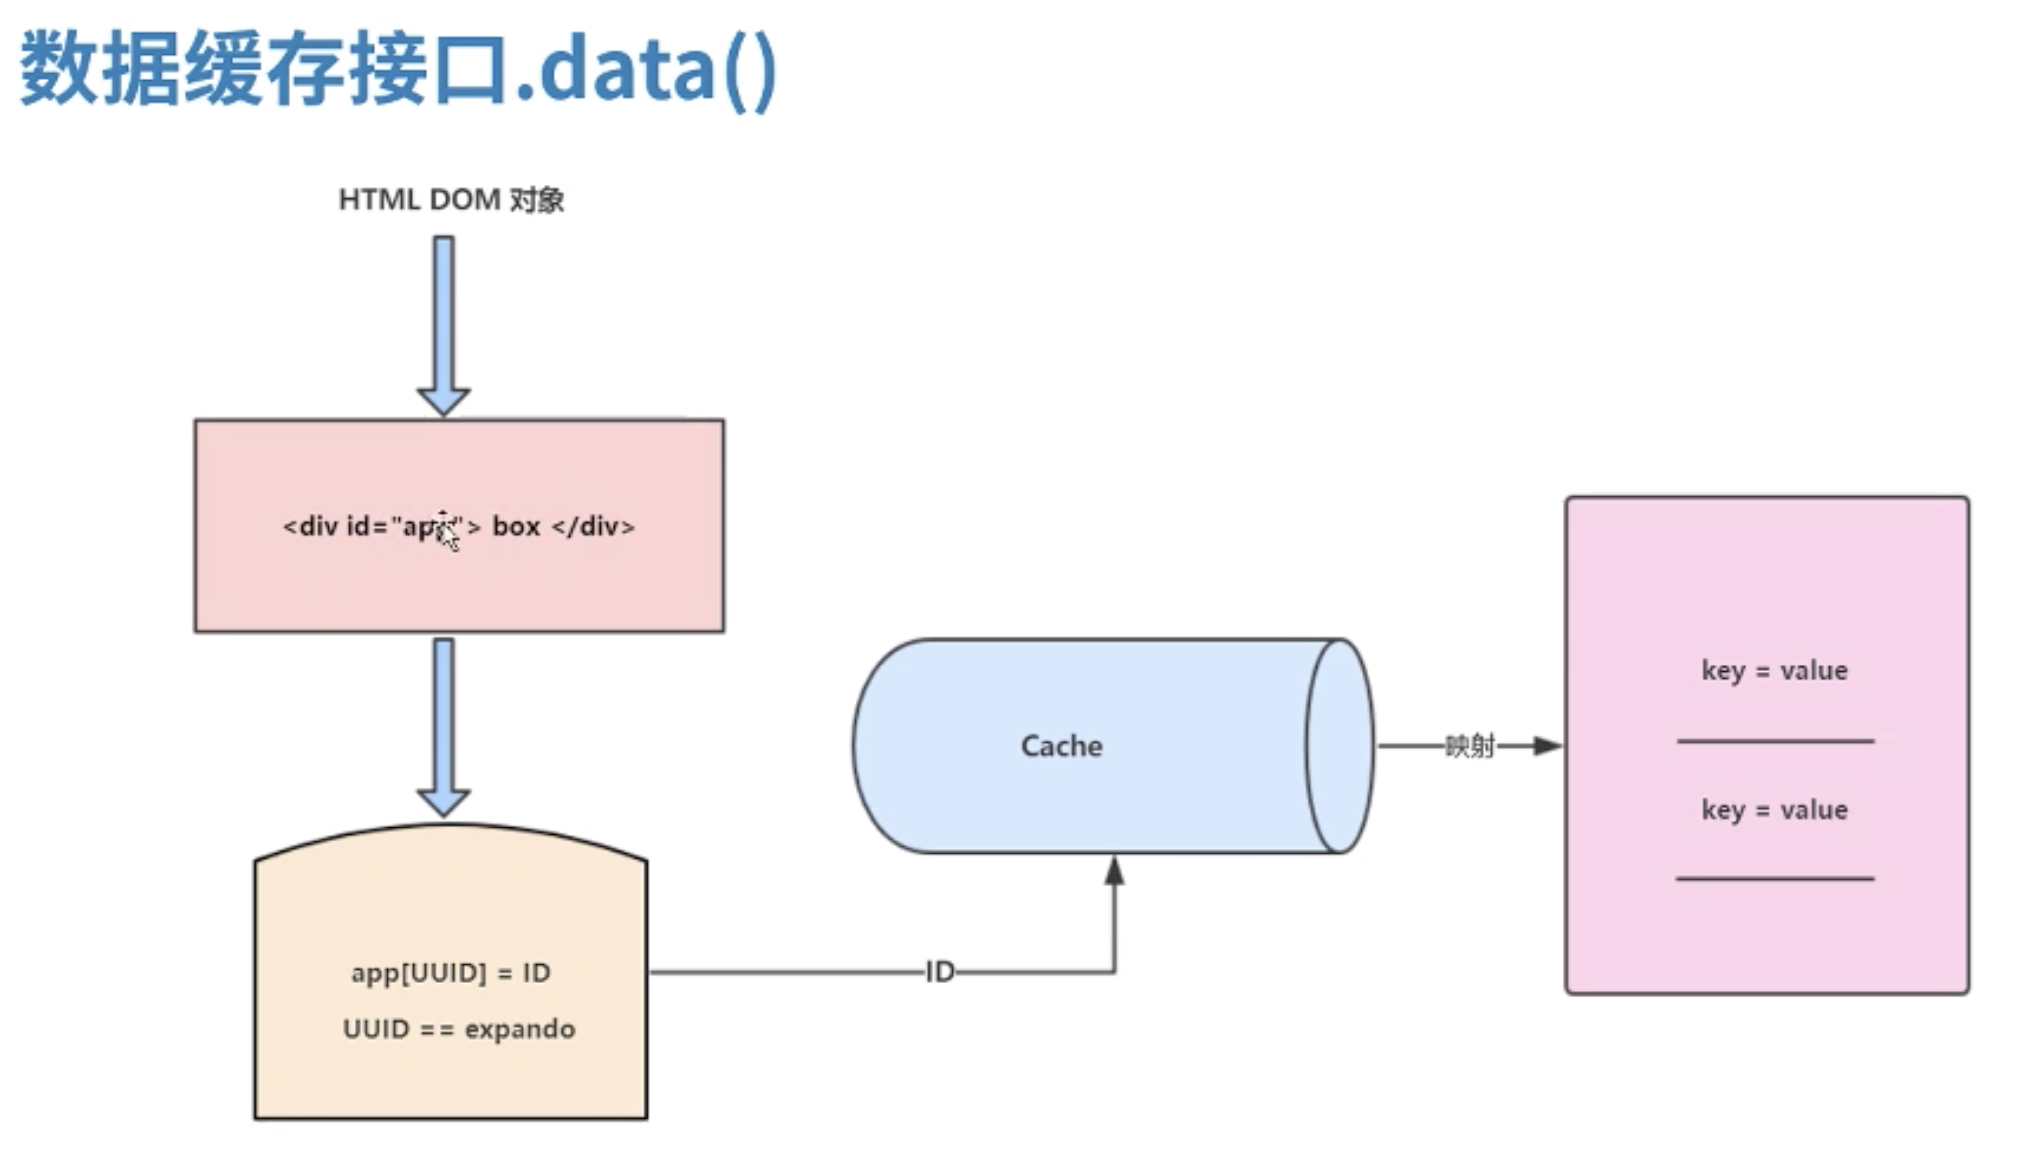 数据缓存接口.data()
HTML DOM 对象
<div id="app"> box </div>
app[UUID] = ID
UUID == expando
ID
Cache
映射
key = value
key = value